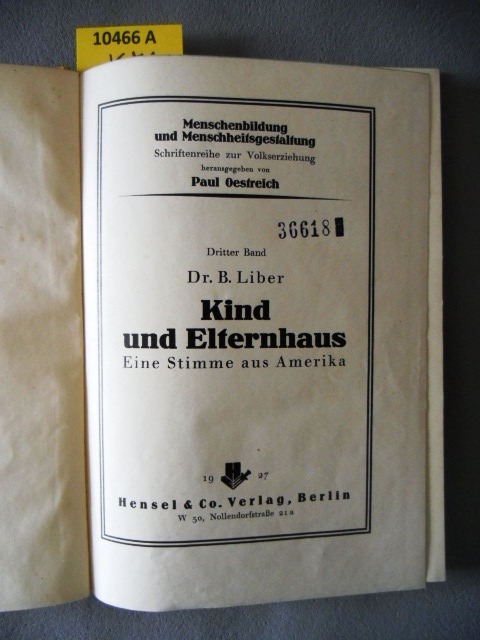 10466 A
Menschenbildung
und Menschheitsgestaltung
Schriftenreihe zur Volkserziehung
herausgegeben von
Paul Oestreich
36618
Dritter Band
Dr. B. Liber
Kind
und Elternhaus
Eine Stimme aus Amerika
19 27
Hensel & Co. Verlag, Berlin
W 50, Nollendorfstraße 21a